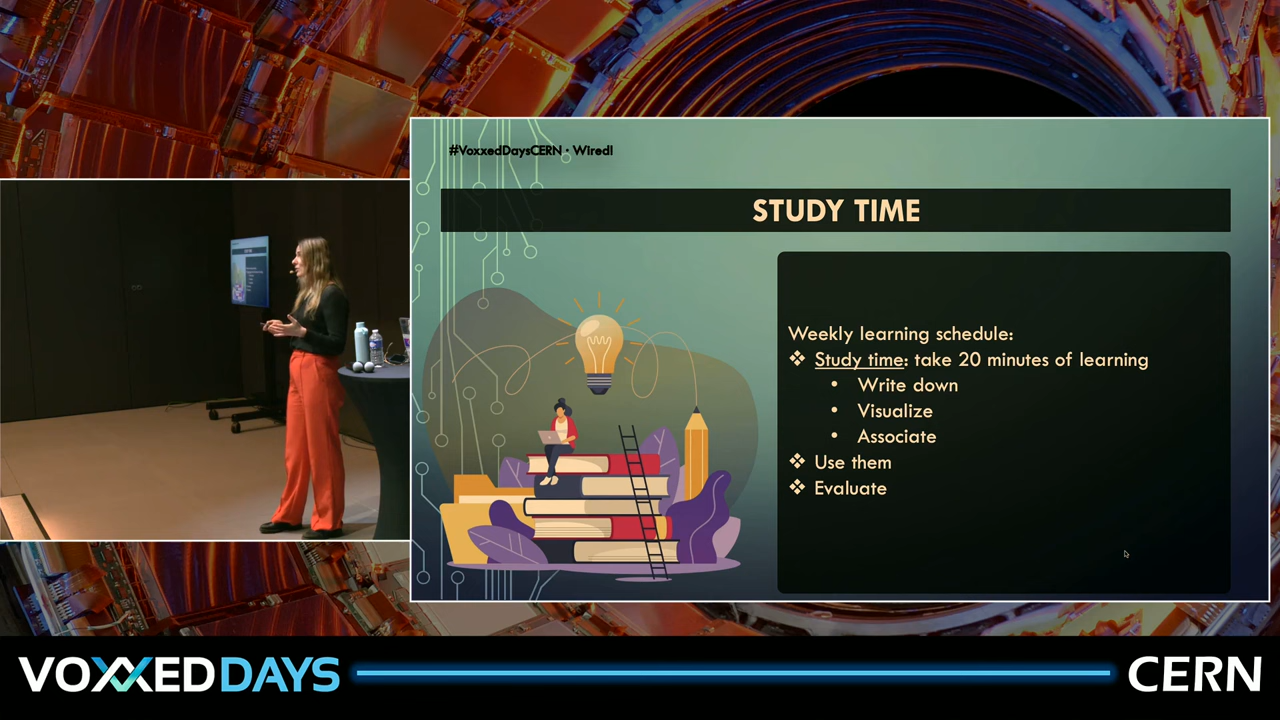 #VoxxedDaysCERN · Wired!
STUDY TIME
Weekly learning schedule:
❖ Study time: take 20 minutes of learning
• Write down
• Visualize
• Associate
❖ Use them
❖ Evaluate
VOXXEDDAYS
CERN